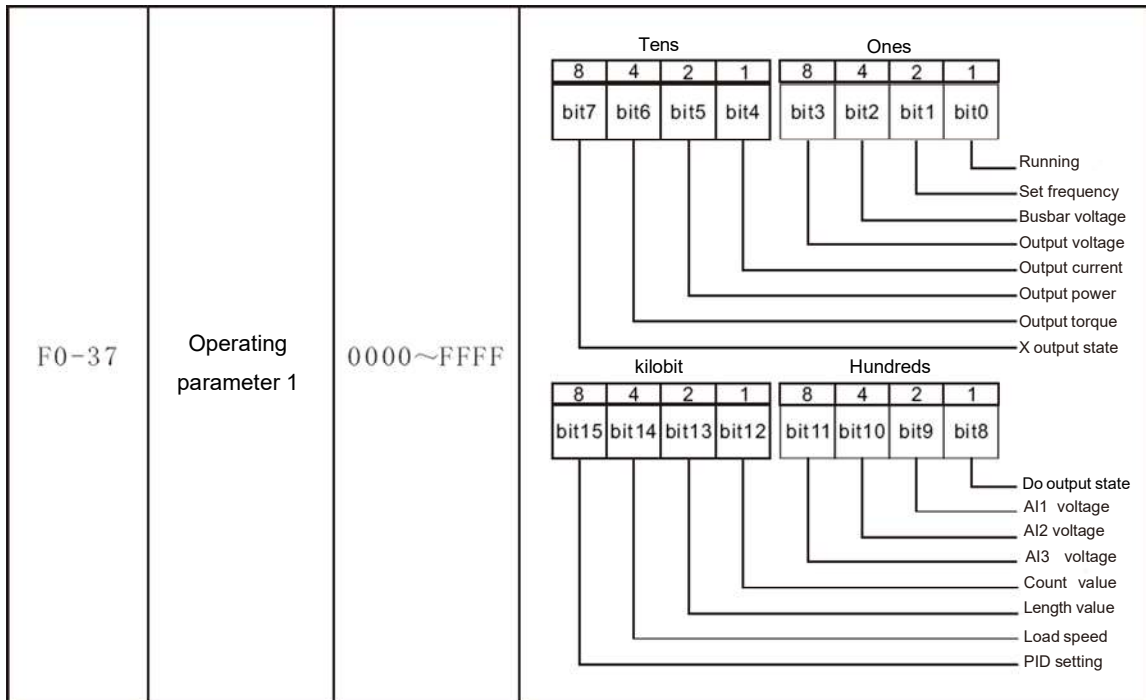 Tens Ones
8 4 2 1 8 4 2 1
bit7 bit6 bit5 bit4 bit3 bit2 bit1 bit0
Running
Set frequency
Busbar voltage
Output voltage
Output current
Output power
Output torque
X output state
F0-37 Operating parameter 1 0000～FFFF
kilobit Hundreds
8 4 2 1 8 4 2 1
bit15 bit14 bit13 bit12 bit11 bit10 bit9 bit8
Do output state
AI1 voltage
AI2 voltage
AI3 voltage
Count value
Length value
Load speed
PID setting